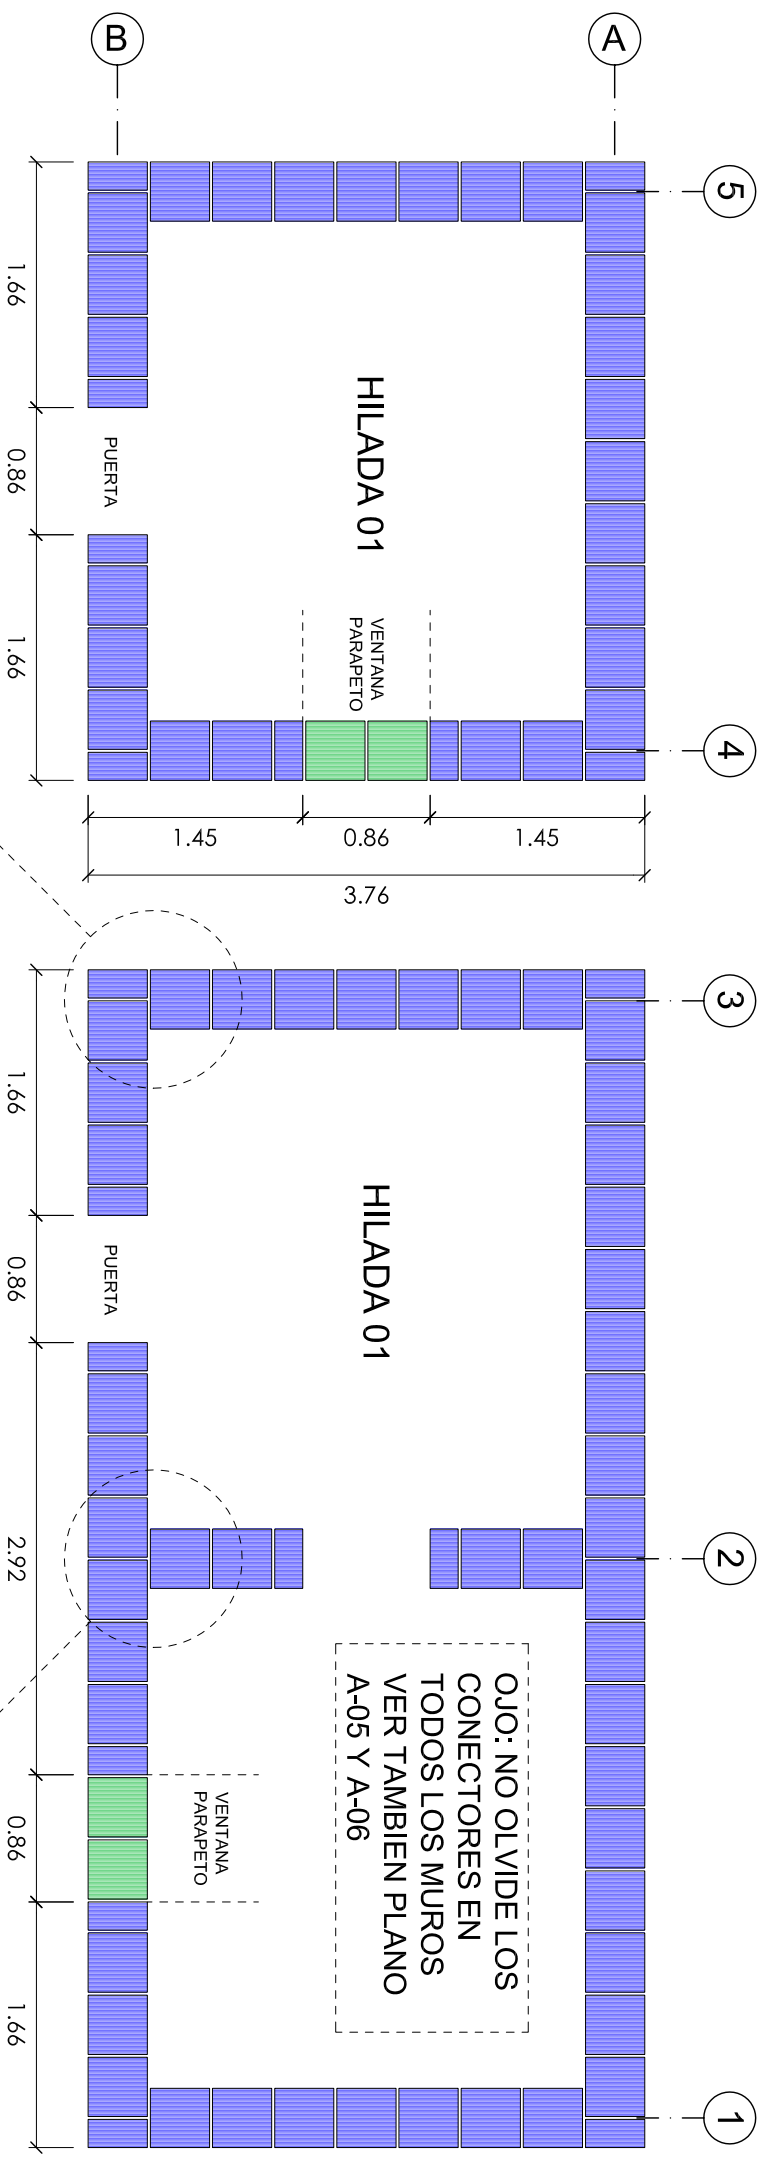 B
A
5
4
3
2
1
1.66
0.86
1.66
PUERTA
HILADA 01
VENTANA
PARAPETO
1.45
0.86
1.45
3.76
1.66
0.86
2.92
0.86
1.66
PUERTA
HILADA 01
VENTANA
PARAPETO
OJO: NO OLVIDE LOS
CONECTORES EN
TODOS LOS MUROS
VER TAMBIEN PLANO
A-05 Y A-06